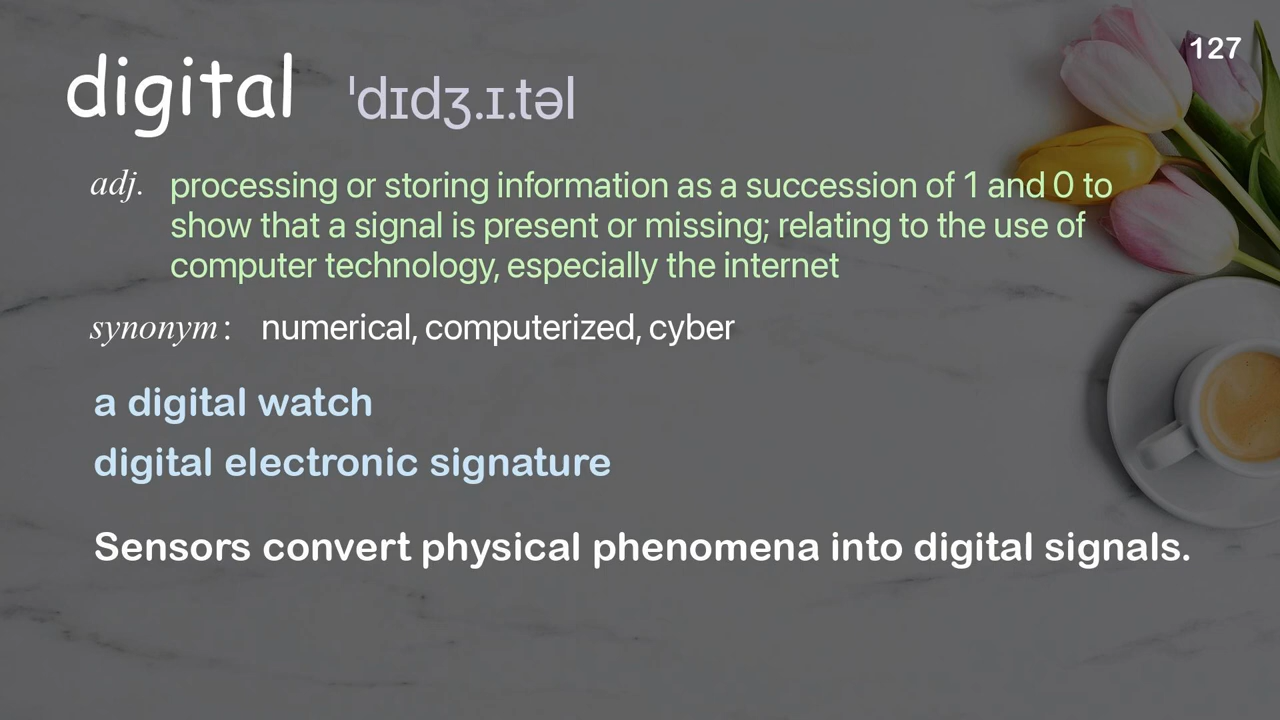 127
digital ˈdɪdʒ.ɪ.təl
adj. processing or storing information as a succession of 1 and 0 to
show that a signal is present or missing; relating to the use of
computer technology, especially the internet
synonym: numerical, computerized, cyber
a digital watch
digital electronic signature
Sensors convert physical phenomena into digital signals.